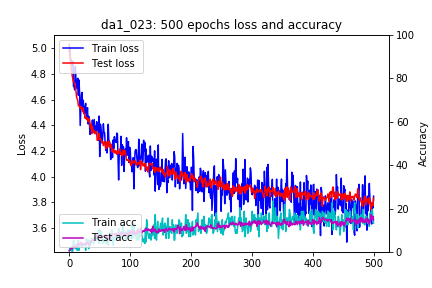 da1_023: 500 epochs loss and accuracy
Train loss
Test loss
Train acc
Test acc
Loss
5.0
4.8
4.6
4.4
4.2
4.0
3.8
3.6
Accuracy
100
80
60
40
20
0
0 100 200 300 400 500